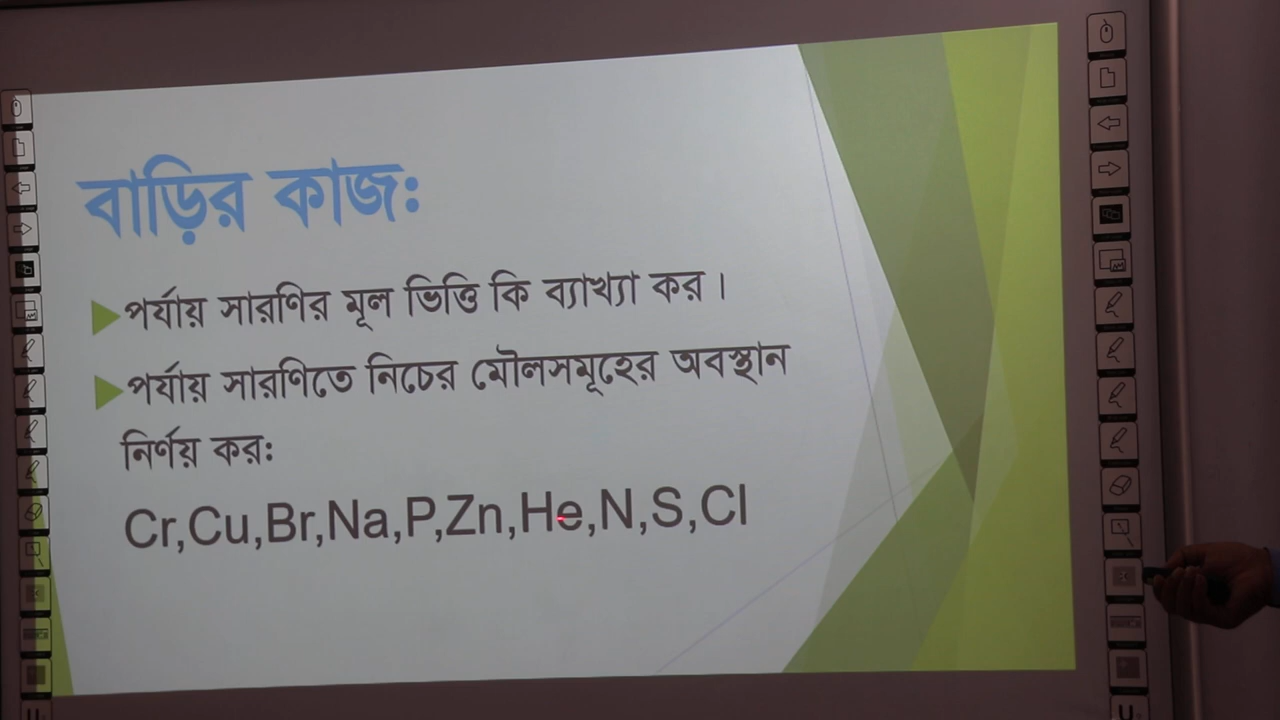 বাড়ির কাজঃ
পর্যায় সারণির মূল ভিত্তি কি ব্যাখ্যা কর।
পর্যায় সারণিতে নিচের মৌলসমূহের অবস্থান
নির্ণয় করঃ
Cr,Cu,Br,Na,P,Zn,He,N,S,Cl